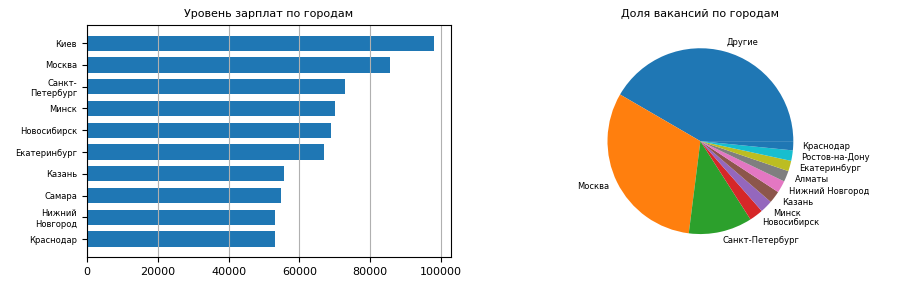 Уровень зарплат по городам
Киев
Москва
Санкт-
Петербург
Минск
Новосибирск
Екатеринбург
Казань
Самара
Нижний
Новгород
Краснодар
0 20000 40000 60000 80000 100000
Доля вакансий по городам
Другие
Москва
Санкт-Петербург
Новосибирск
Минск
Казань
Нижний Новгород
Алматы
Екатеринбург
Ростов-на-Дону
Краснодар